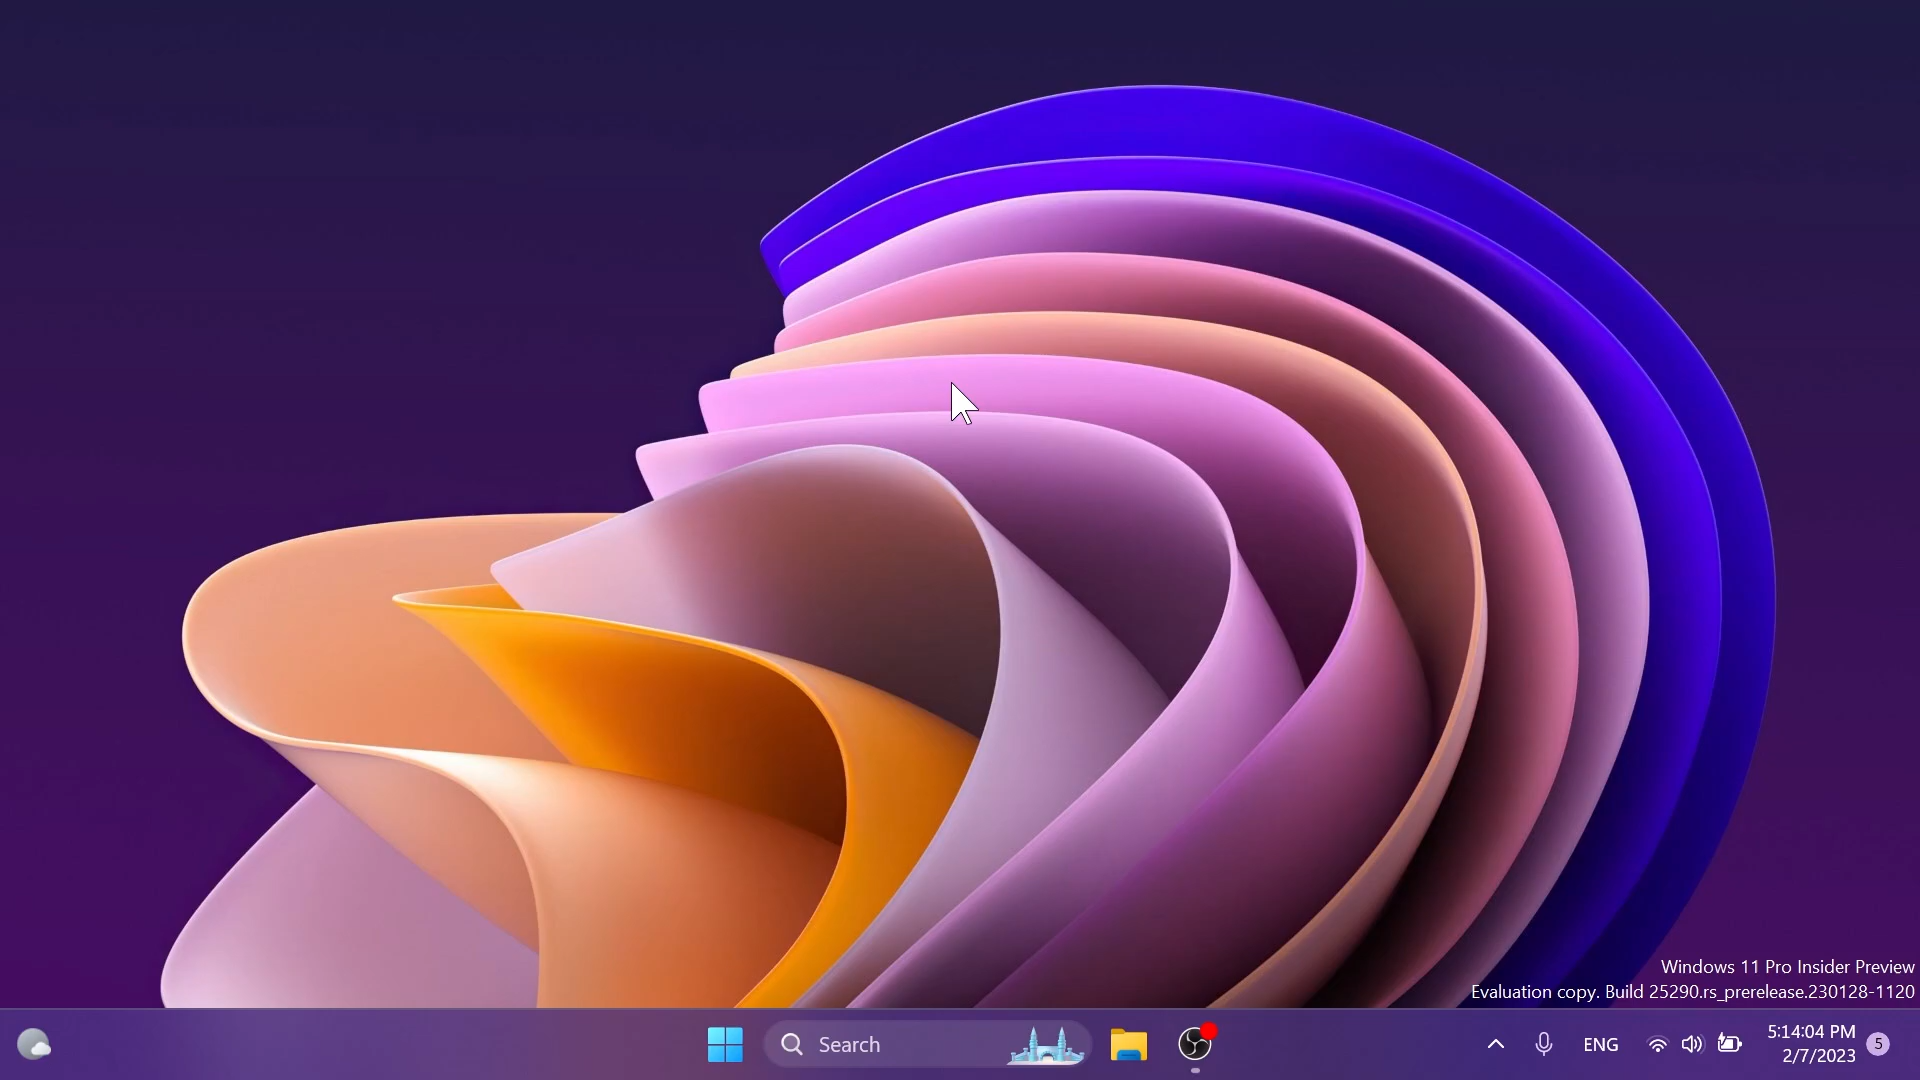 Windows 11 Pro Insider Preview
Evaluation copy. Build 25290.rs_prerelease.230128-1120
Search
ENG
5:14:04 PM
2/7/2023
5